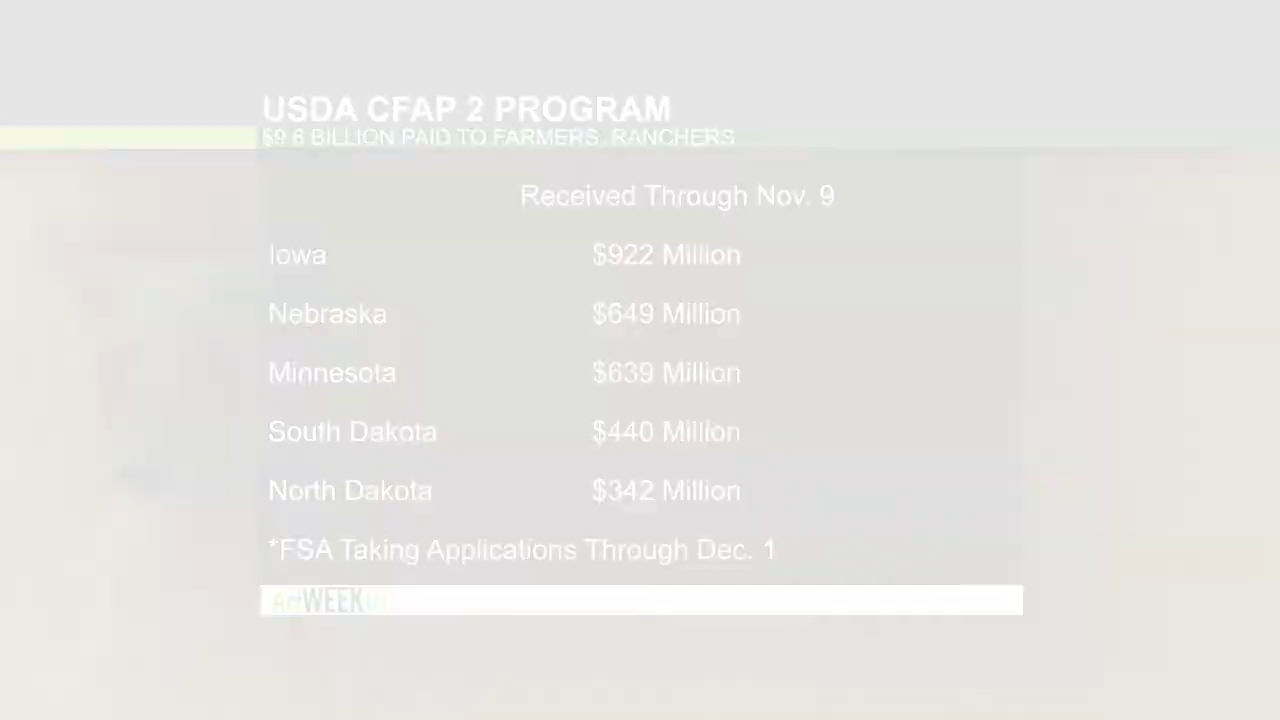 USDA CFAP 2 PROGRAM
$9.6 BILLION PAID TO FARMERS, RANCHERS
Received Through Nov. 9
Iowa $922 Million
Nebraska $649 Million
Minnesota $639 Million
South Dakota $440 Million
North Dakota $342 Million
*FSA Taking Applications Through Dec. 1
AgWEEK